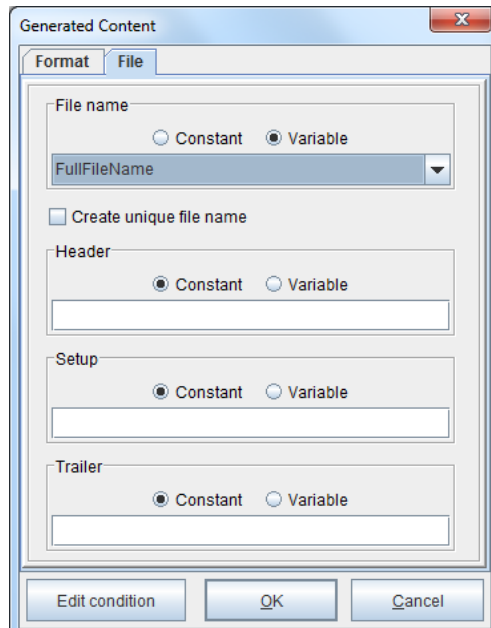 Generated Content
Format File
File name
Constant Variable
FullFileName
Create unique file name
Header
Constant Variable
Setup
Constant Variable
Trailer
Constant Variable
Edit condition OK Cancel